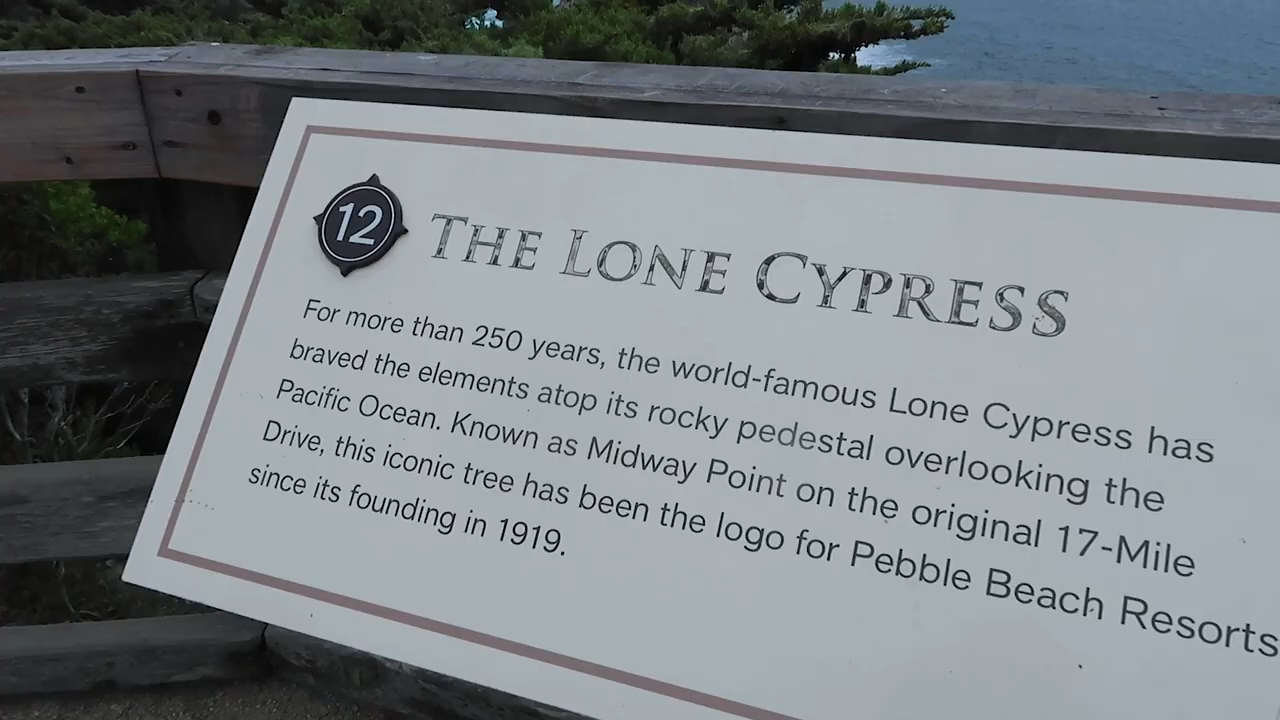 12
THE LONE CYPRESS
For more than 250 years, the world-famous Lone Cypress has
braved the elements atop its rocky pedestal overlooking the
Pacific Ocean. Known as Midway Point on the original 17-Mile
Drive, this iconic tree has been the logo for Pebble Beach Resorts
since its founding in 1919.